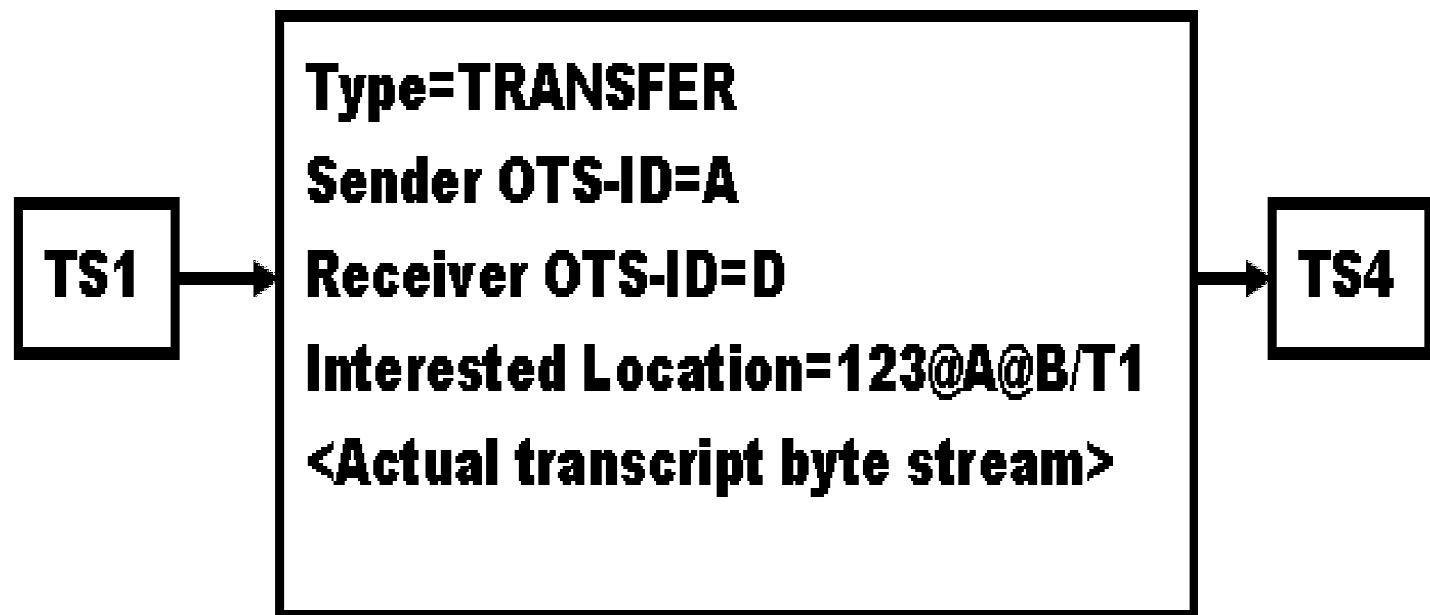 Type=TRANSFER
Sender OTS-ID=A
TS1
Receiver OTS-ID=D
TS4
Interested Location=123@A@B/T1
<Actual transcript byte stream>